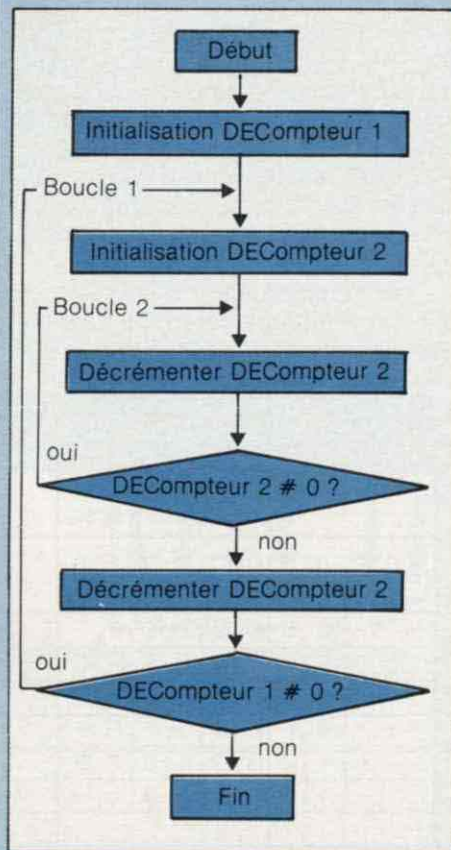 Début
Initialisation DECompteur 1
Boucle 1
Initialisation DECompteur 2
Boucle 2
Décrémenter DECompteur 2
oui
DECompteur 2 # 0 ?
non
Décrémenter DECompteur 2
oui
DECompteur 1 # 0 ?
non
Fin